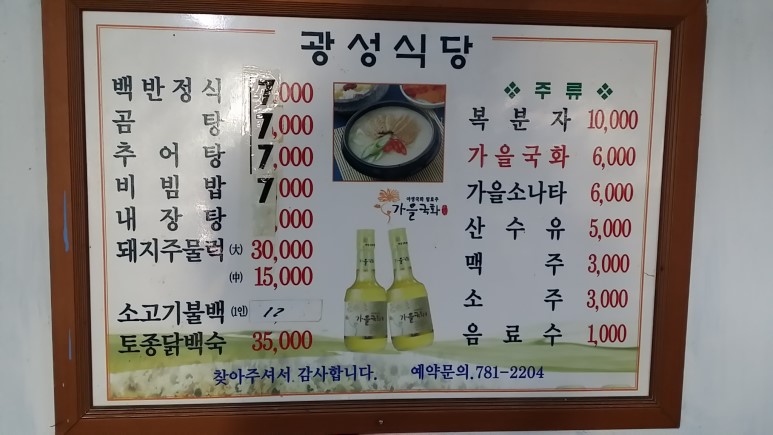 광성식당
백반정식 7,000
곰탕 7,000
추어탕 7,000
비빔밥 7,000
내장탕 ,000
돼지주물럭 (大) 30,000
(中) 15,000
소고기불백 (1인) 12
토종닭백숙 35,000
가을국화
❖ 주류 ❖
복분자 10,000
가을국화 6,000
가을소나타 6,000
산수유 5,000
맥주 3,000
소주 3,000
음료수 1,000
찾아주셔서 감사합니다. 예약문의.781-2204